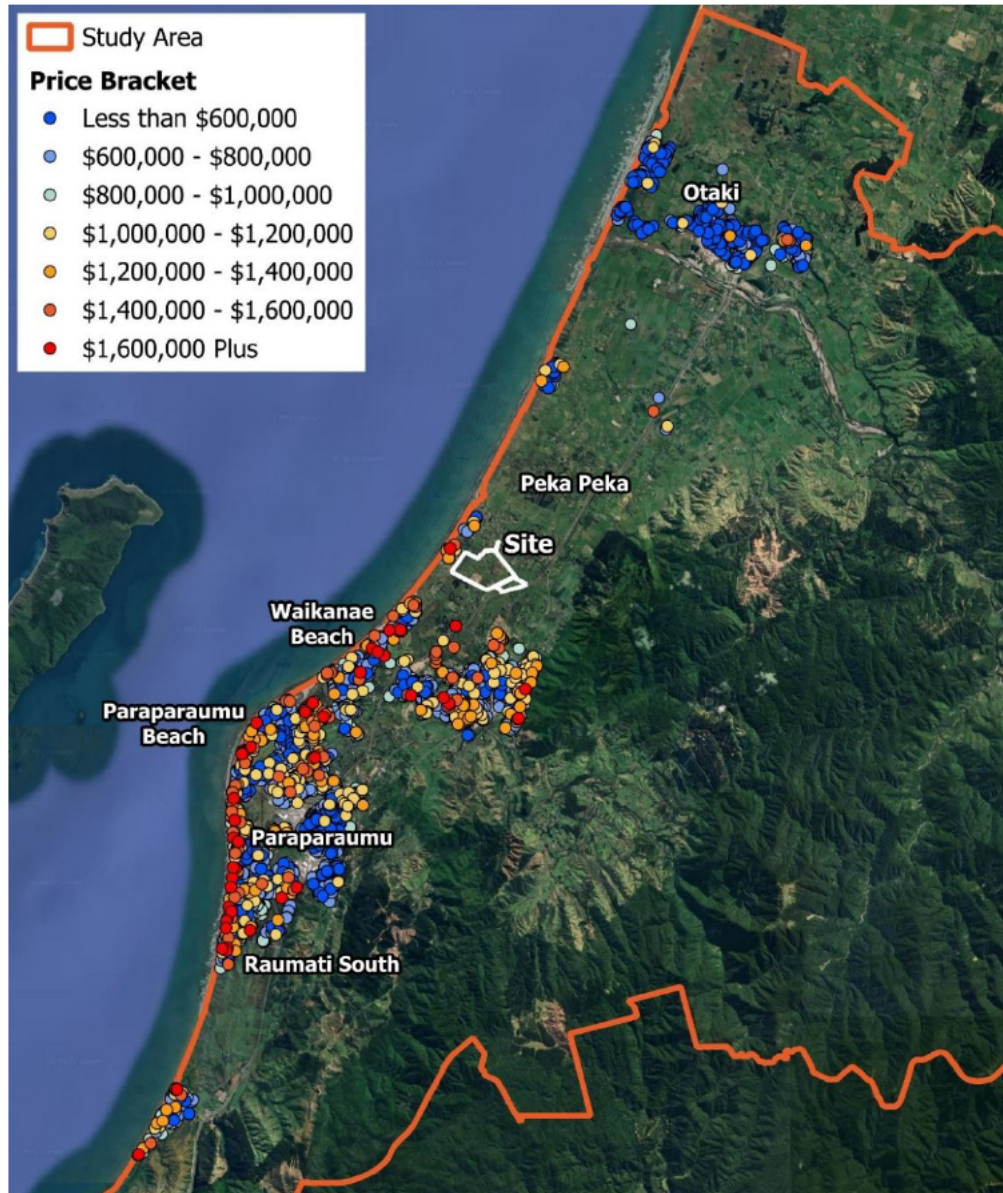 Study Area
Price Bracket
Less than $600,000
$600,000 - $800,000
$800,000 - $1,000,000
$1,000,000 - $1,200,000
$1,200,000 - $1,400,000
$1,400,000 - $1,600,000
$1,600,000 Plus
Otaki
Peka Peka
Site
Waikanae
Beach
Paraparaumu
Beach
Paraparaumu
Raumati South